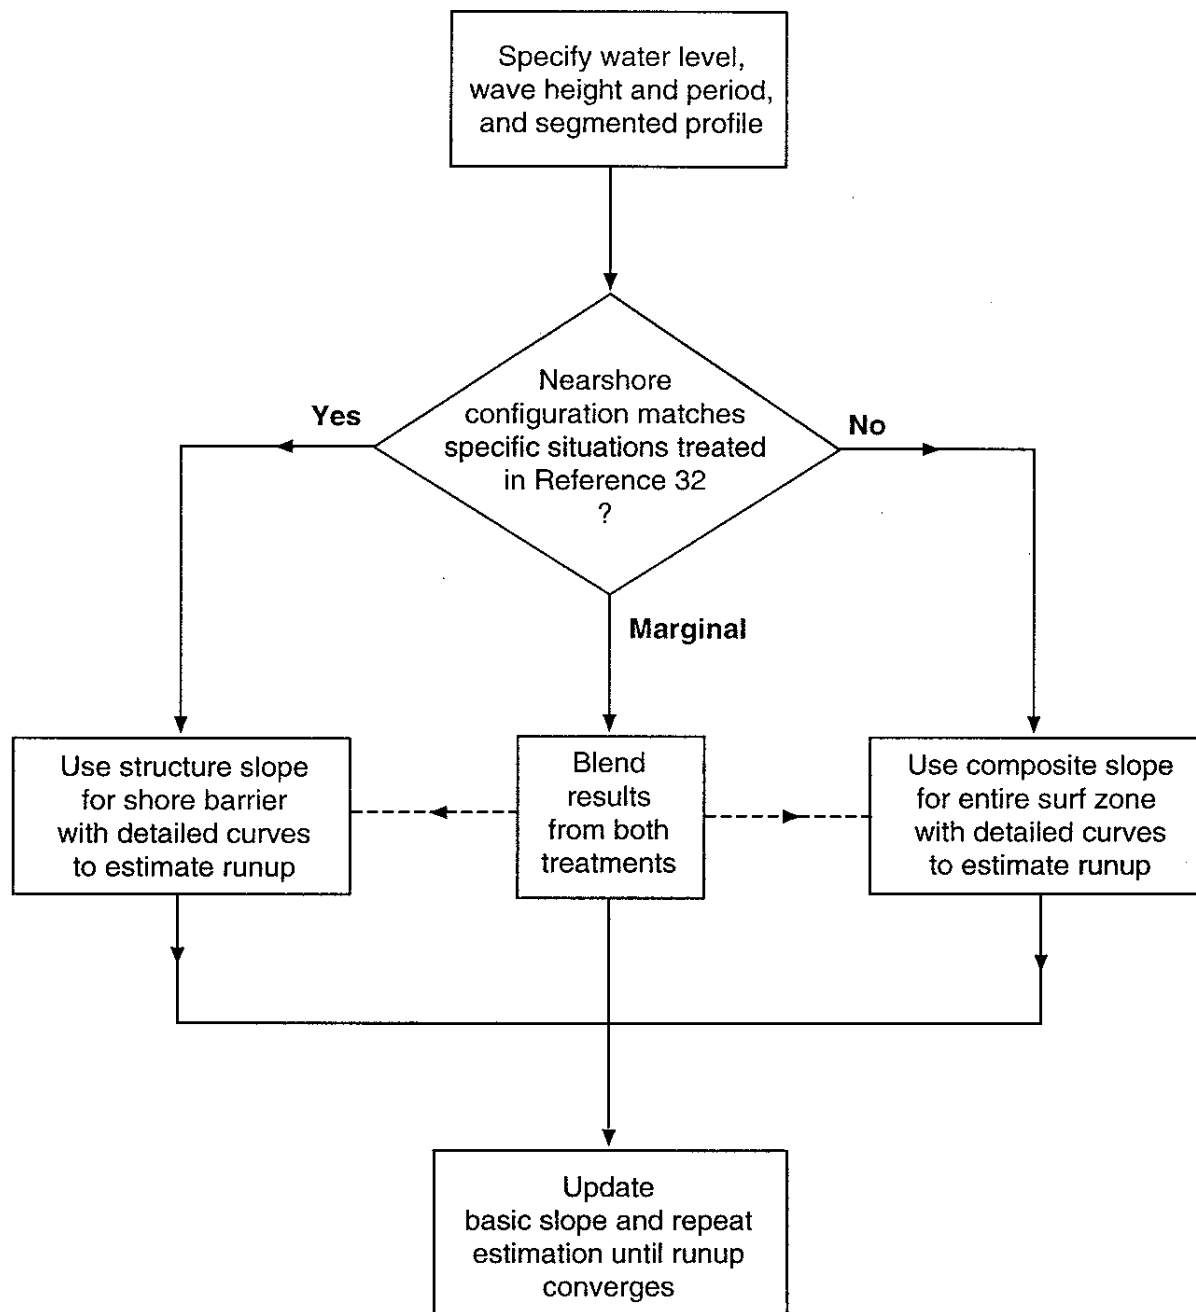 Specify water level,
wave height and period,
and segmented profile
Nearshore
configuration matches
specific situations treated
in Reference 32
?
Yes
No
Marginal
Use structure slope
for shore barrier
with detailed curves
to estimate runup
Blend
results
from both
treatments
Use composite slope
for entire surf zone
with detailed curves
to estimate runup
Update
basic slope and repeat
estimation until runup
converges